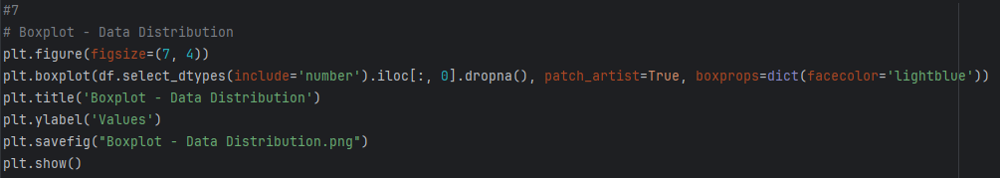 #7
# Boxplot - Data Distribution
plt.figure(figsize=(7, 4))
plt.boxplot(df.select_dtypes(include='number').iloc[:, 0].dropna(), patch_artist=True, boxprops=dict(facecolor='lightblue'))
plt.title('Boxplot - Data Distribution')
plt.ylabel('Values')
plt.savefig("Boxplot - Data Distribution.png")
plt.show()